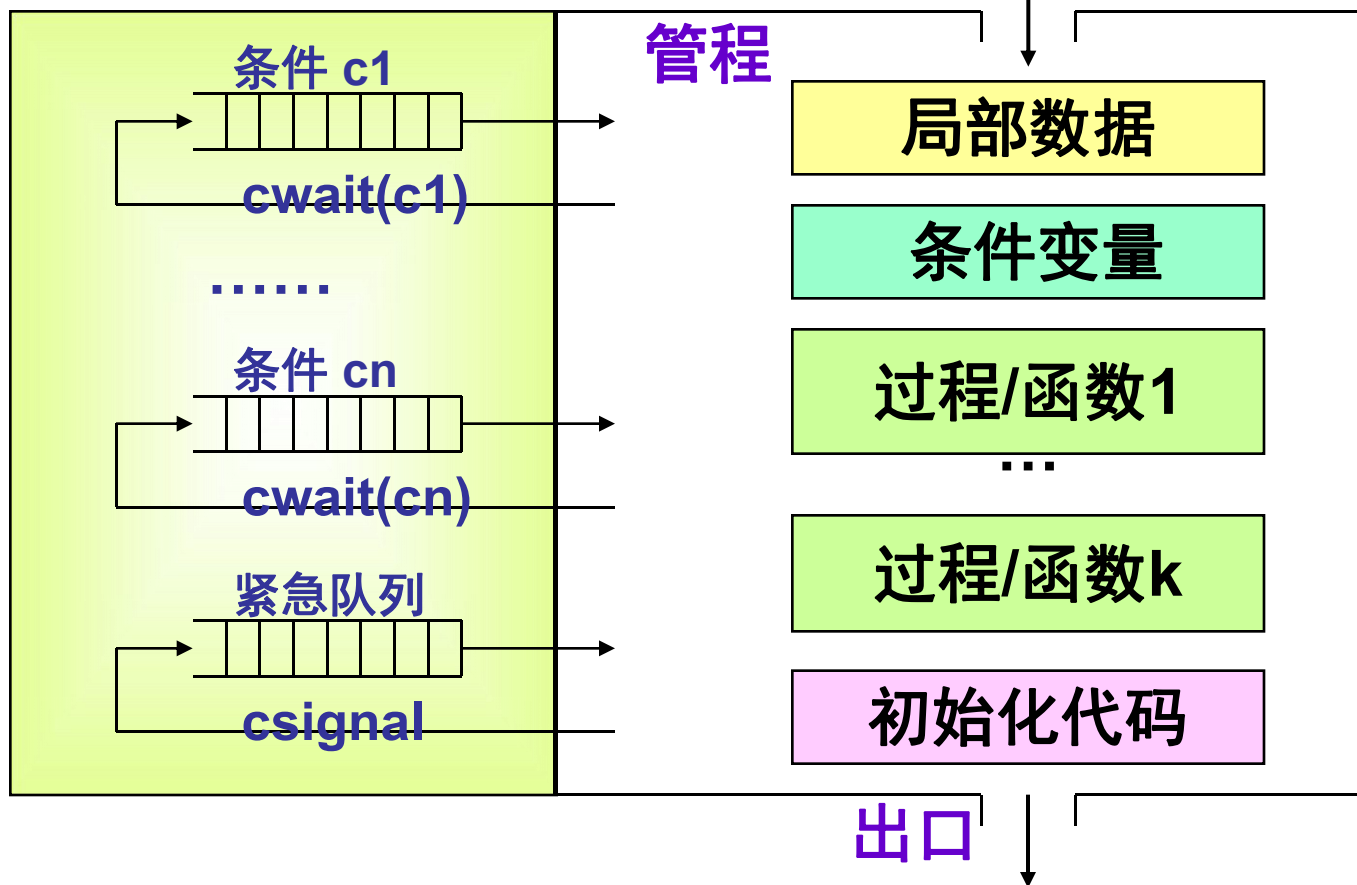 条件 c1
cwait(c1)
······
条件 cn
cwait(cn)
紧急队列
csignal
管程
局部数据
条件变量
过程/函数1
…
过程/函数k
初始化代码
出口